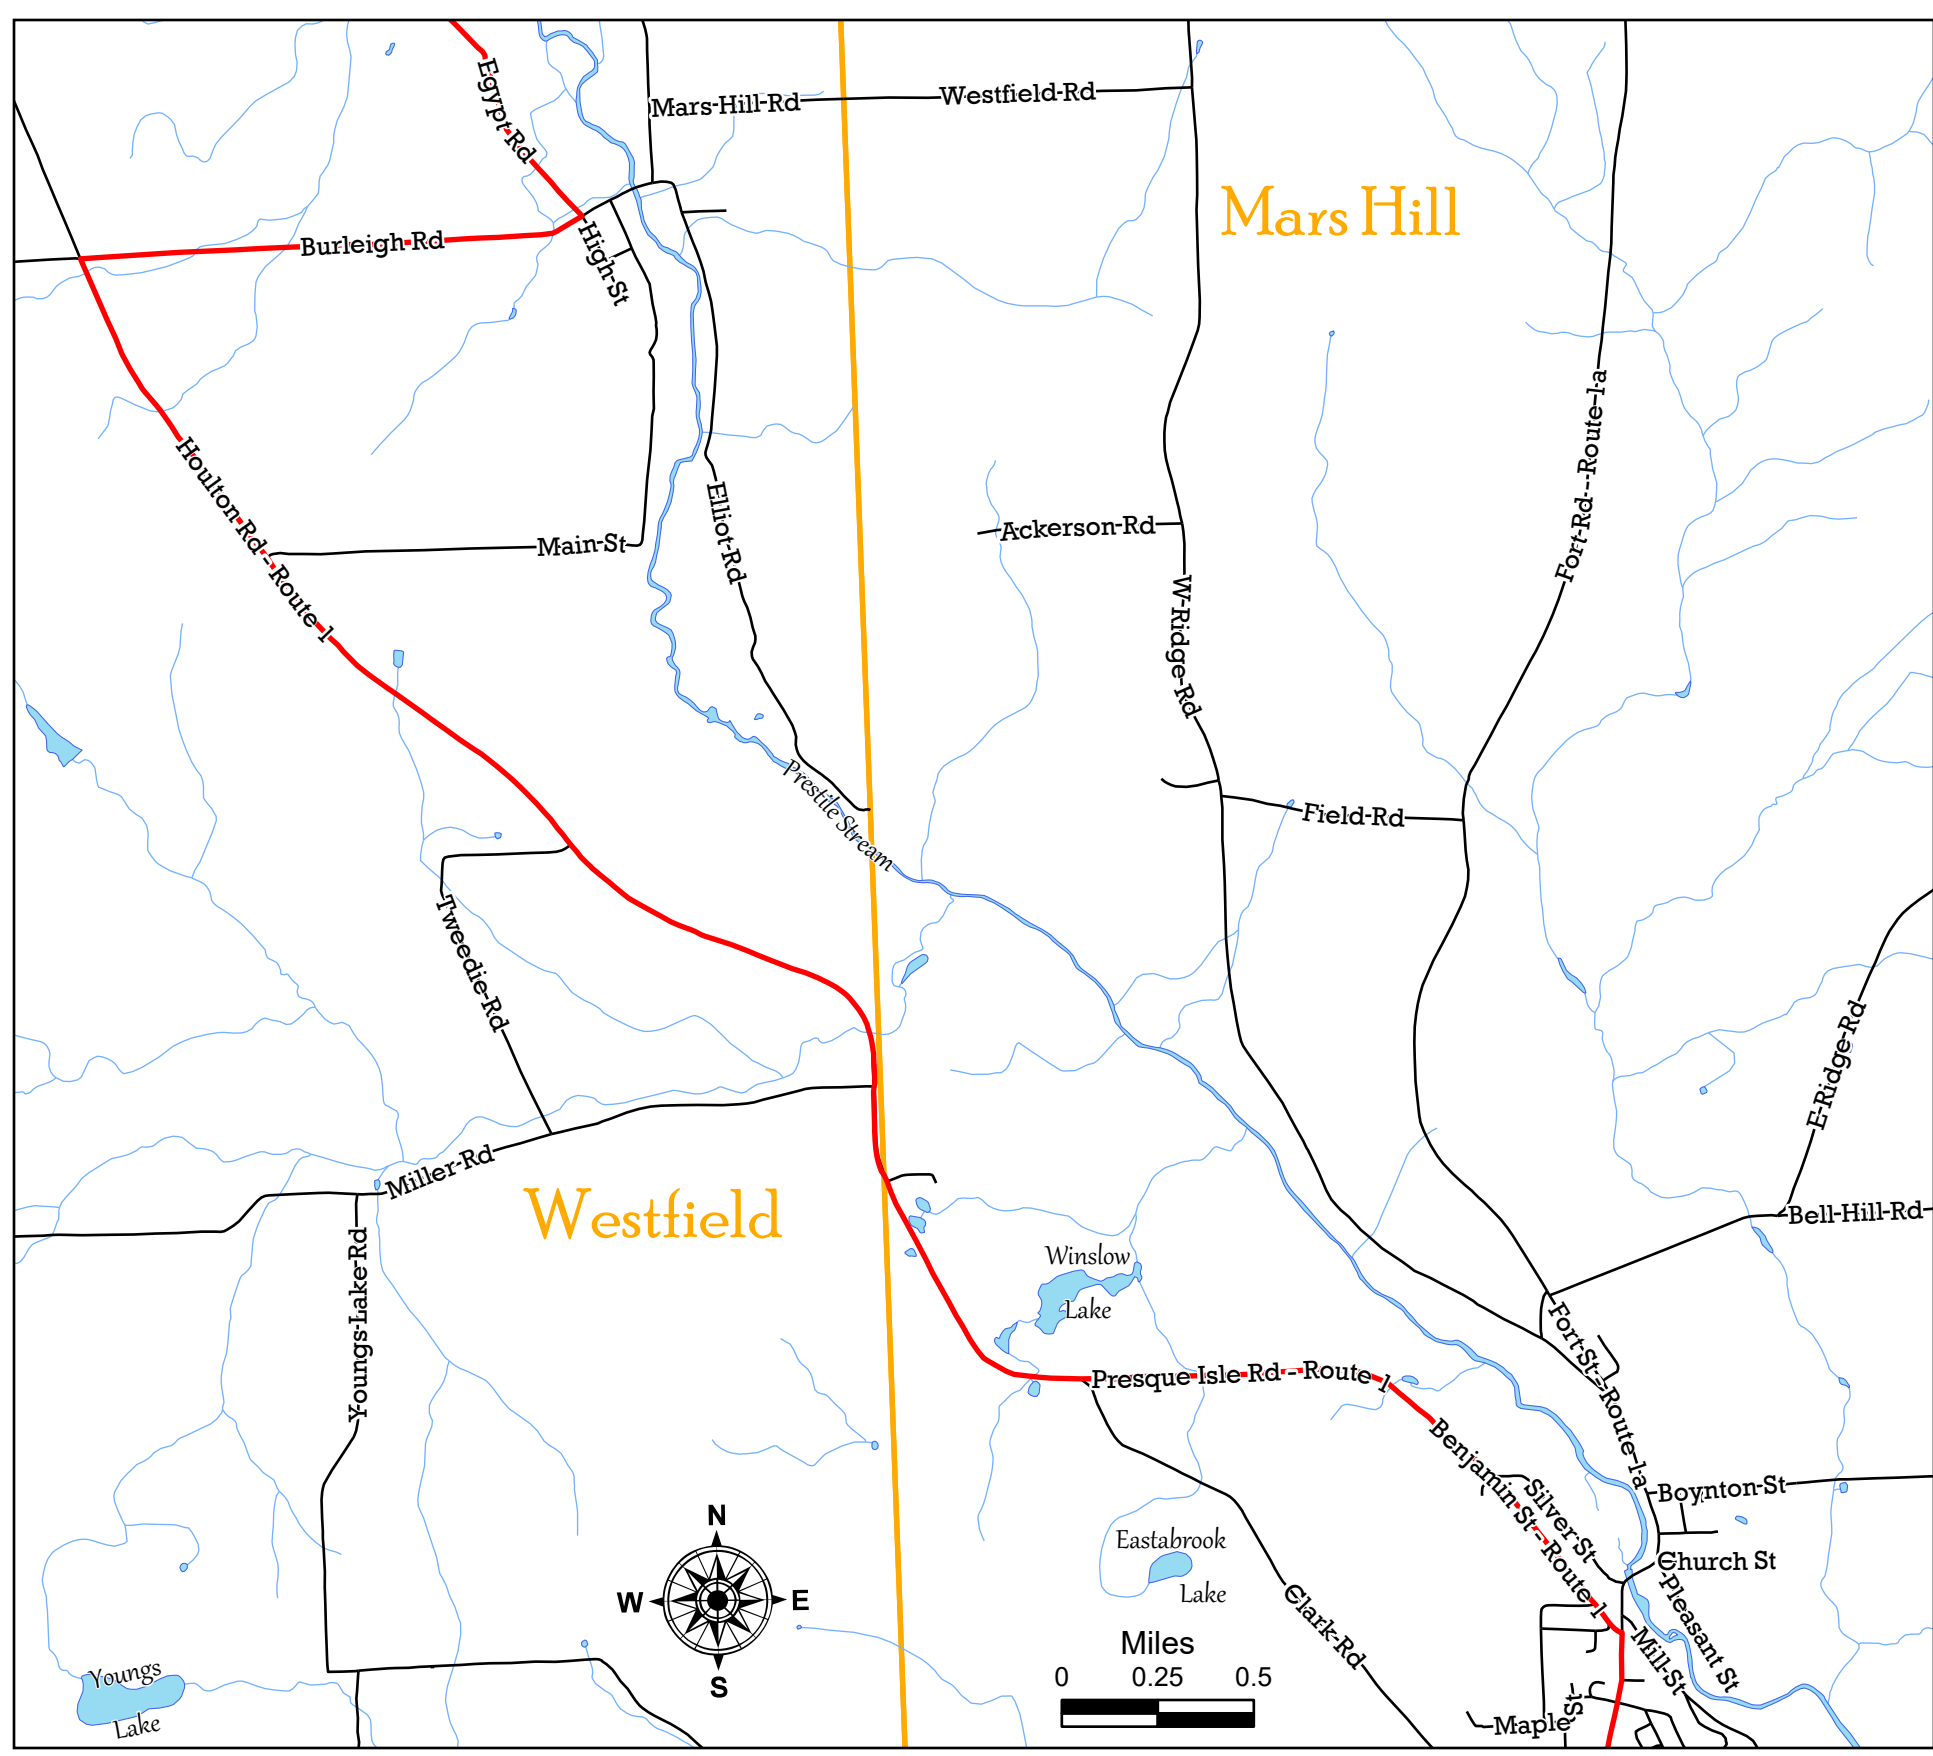 Egypt Rd
Mars Hill Rd
Westfield Rd
Mars Hill
Burleigh Rd
High St
Fort Rd - Route 1a
Houlton Rd - Route 1
Main St
Elliot Rd
Ackerson Rd
W Ridge Rd
Prestile Stream
Field Rd
Tweedie Rd
E Ridge Rd
Miller Rd
Westfield
Bell Hill Rd
Youngs Lake Rd
Winslow
Lake
Fort St - Route 1a
Presque Isle Rd - Route 1
Benjamin St - Route 1
Silver St
Boynton St
N
W
E
S
Eastabrook
Lake
Church St
Pleasant St
Clark Rd
Mill St
Miles
0 0.25 0.5
Youngs
Lake
Maple St